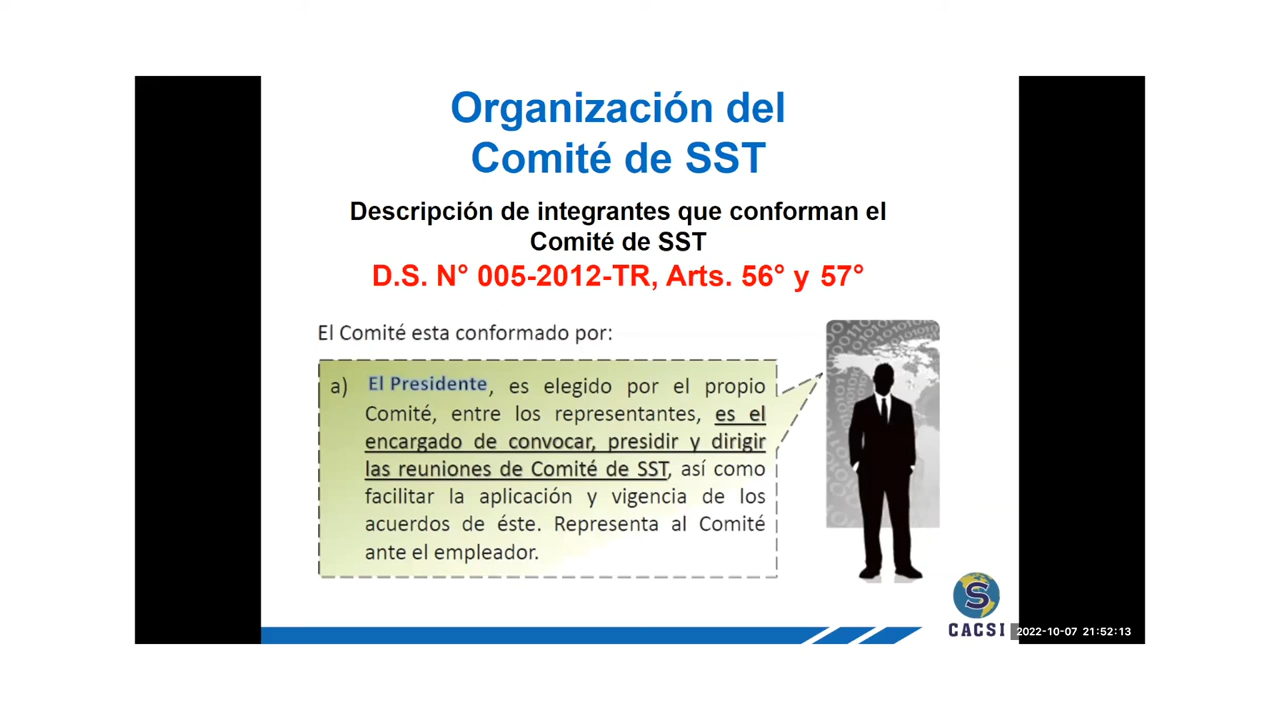 Organización del
Comité de SST
Descripción de integrantes que conforman el
Comité de SST
D.S. N° 005-2012-TR, Arts. 56° y 57°
El Comité esta conformado por:
a) El Presidente, es elegido por el propio
Comité, entre los representantes, es el
encargado de convocar, presidir y dirigir
las reuniones de Comité de SST, así como
facilitar la aplicación y vigencia de los
acuerdos de éste. Representa al Comité
ante el empleador.
S
CACSI
2022-10-07 21:52:13